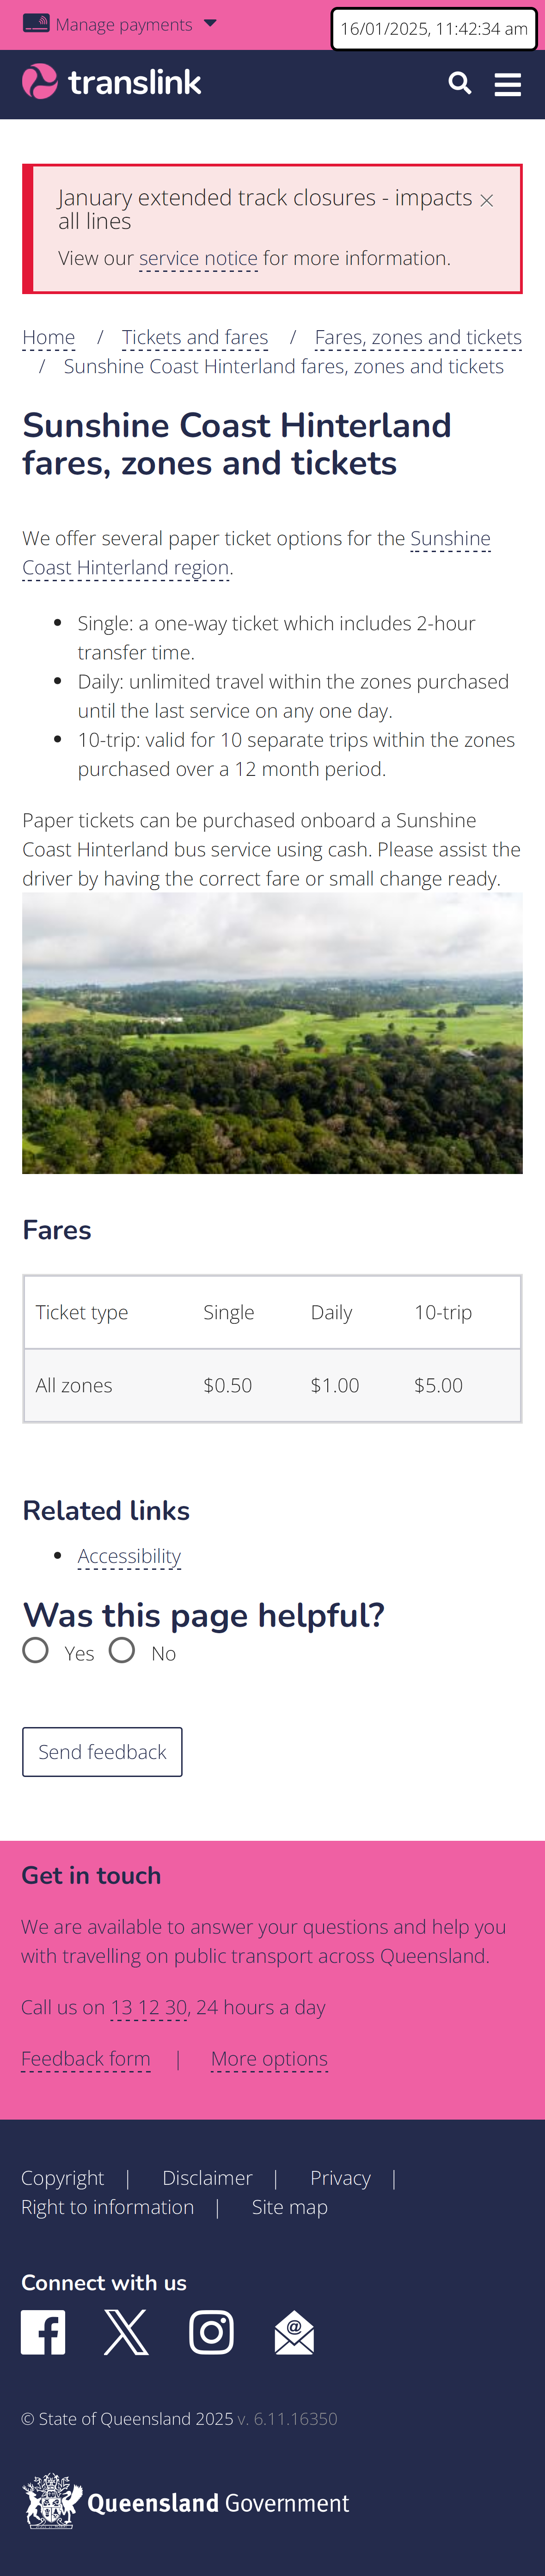 Manage payments
16/01/2025, 11:42:34 am
translink
January extended track closures - impacts
all lines
View our service notice for more information.
Home / Tickets and fares / Fares, zones and tickets
/ Sunshine Coast Hinterland fares, zones and tickets
Sunshine Coast Hinterland
fares, zones and tickets
We offer several paper ticket options for the Sunshine
Coast Hinterland region.
• Single: a one-way ticket which includes 2-hour
transfer time.
• Daily: unlimited travel within the zones purchased
until the last service on any one day.
• 10-trip: valid for 10 separate trips within the zones
purchased over a 12 month period.
Paper tickets can be purchased onboard a Sunshine
Coast Hinterland bus service using cash. Please assist the
driver by having the correct fare or small change ready.
Fares
Ticket type Single Daily 10-trip
All zones $0.50 $1.00 $5.00
Related links
• Accessibility
Was this page helpful?
Yes No
Send feedback
Get in touch
We are available to answer your questions and help you
with travelling on public transport across Queensland.
Call us on 13 12 30, 24 hours a day
Feedback form | More options
Copyright | Disclaimer | Privacy |
Right to information | Site map
Connect with us
© State of Queensland 2025 v. 6.11.16350
Queensland Government